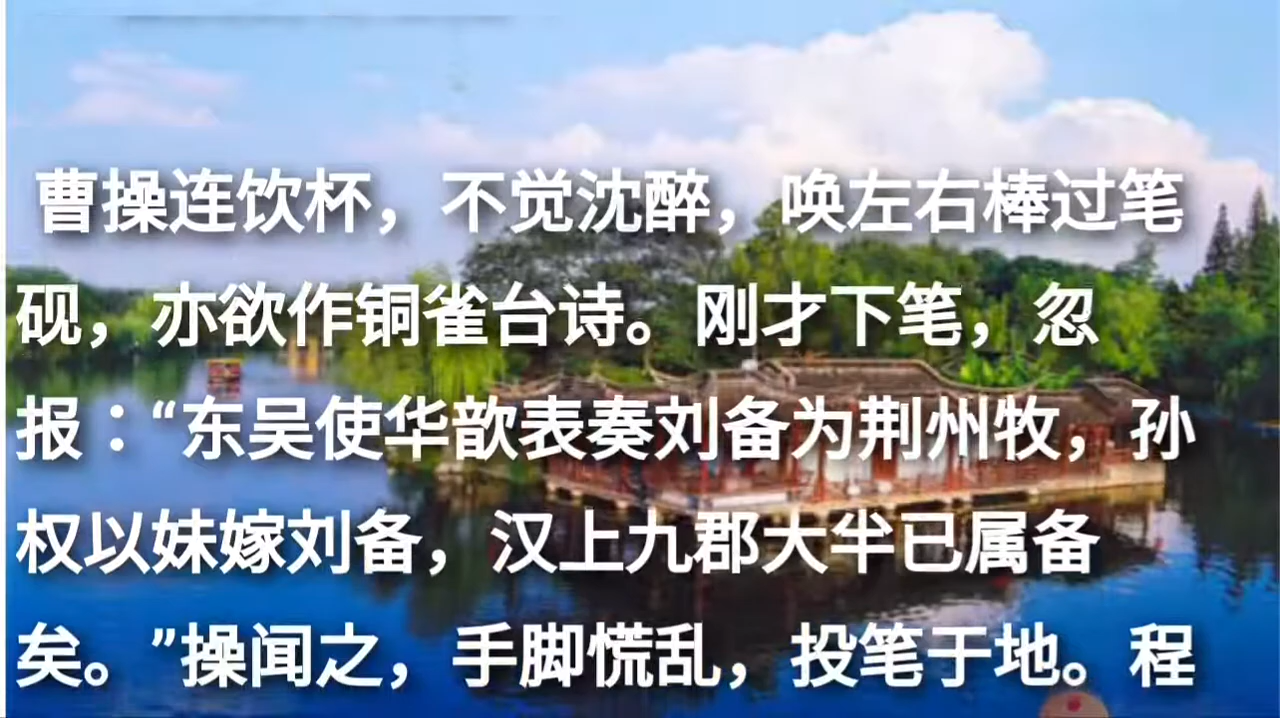 曹操连饮杯，不觉沈醉，唤左右棒过笔
砚，亦欲作铜雀台诗。刚才下笔，忽
报：“东吴使华歆表奏刘备为荆州牧，孙
权以妹嫁刘备，汉上九郡大半已属备
矣。”操闻之，手脚慌乱，投笔于地。程